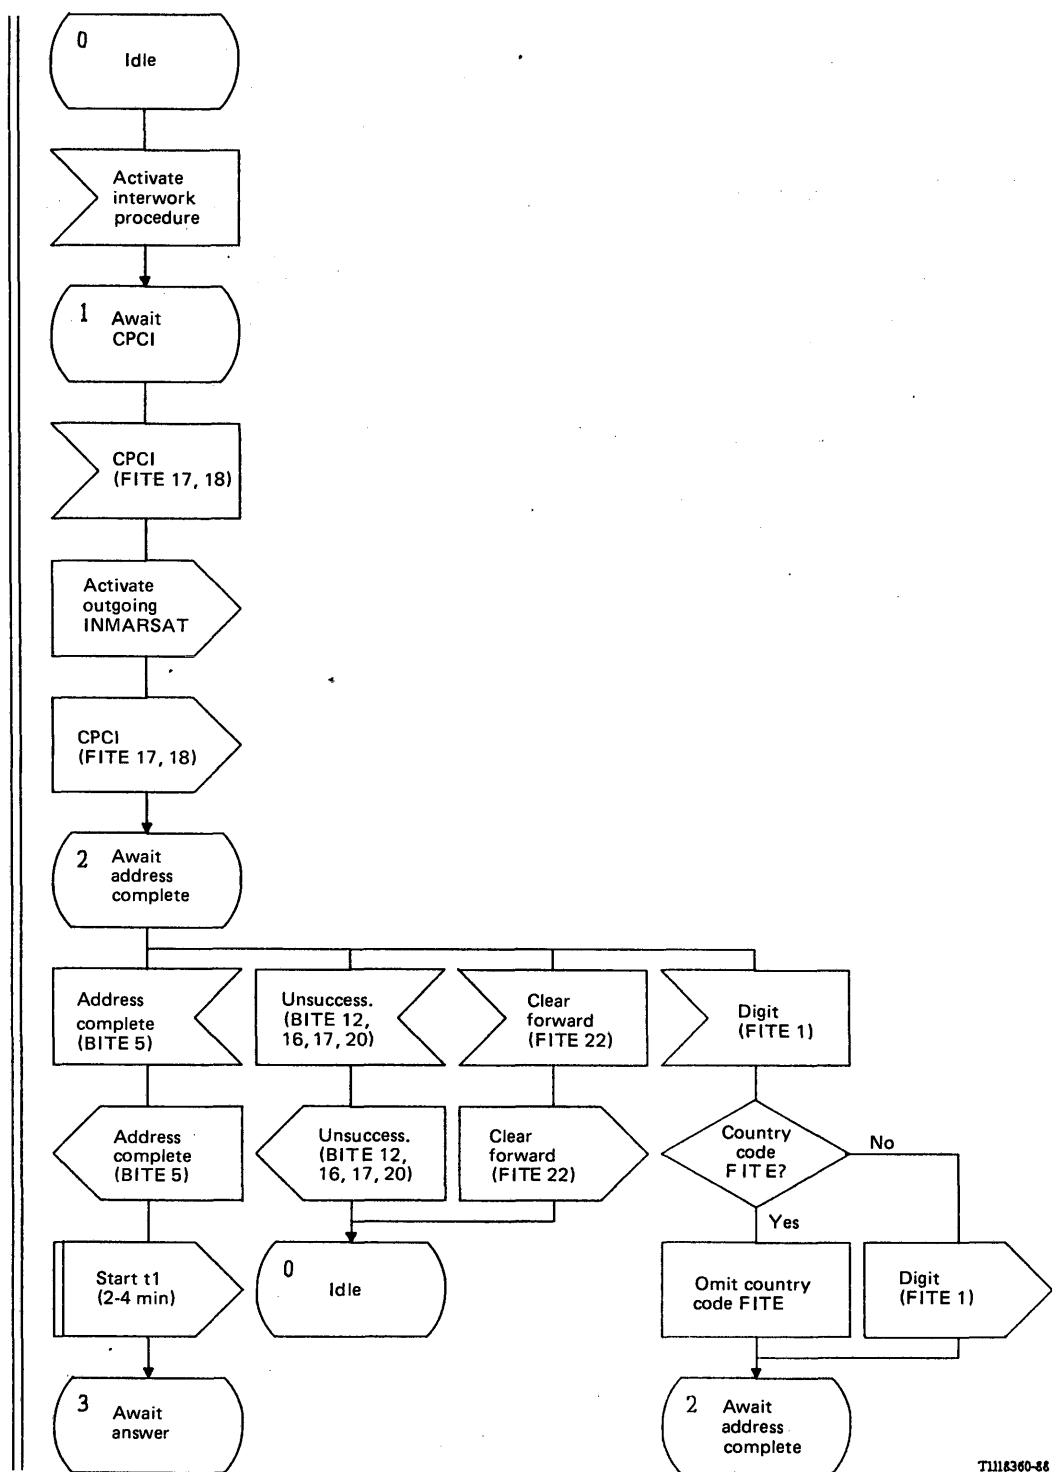 0
Idle
Activate
interwork
procedure
1
Await
CPCI
CPCI
(FITE 17, 18)
Activate
outgoing
INMARSAT
CPCI
(FITE 17, 18)
2
Await
address
complete
Address
complete
(BITE 5)
Unsuccess.
(BITE 12,
16, 17, 20)
Clear
forward
(FITE 22)
Digit
(FITE 1)
Address
complete
(BITE 5)
Unsuccess.
(BITE 12,
16, 17, 20)
Clear
forward
(FITE 22)
Country
code
FITE?
No
Yes
Start t1
(2-4 min)
0
Idle
Omit country
code FITE
Digit
(FITE 1)
3
Await
answer
2
Await
address
complete
T1118360-88